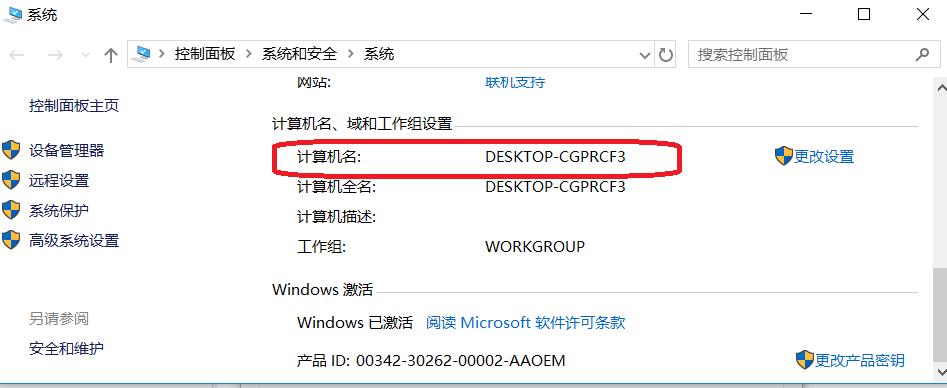 系统
控制面板 > 系统和安全 > 系统
搜索控制面板
控制面板主页
设备管理器
远程设置
系统保护
高级系统设置
另请参阅
安全和维护
网站: 联机支持
计算机名、域和工作组设置
计算机名: DESKTOP-CGPRCF3 更改设置
计算机全名: DESKTOP-CGPRCF3
计算机描述:
工作组: WORKGROUP
Windows 激活
Windows 已激活 阅读 Microsoft 软件许可条款
产品 ID: 00342-30262-00002-AAOEM 更改产品密钥